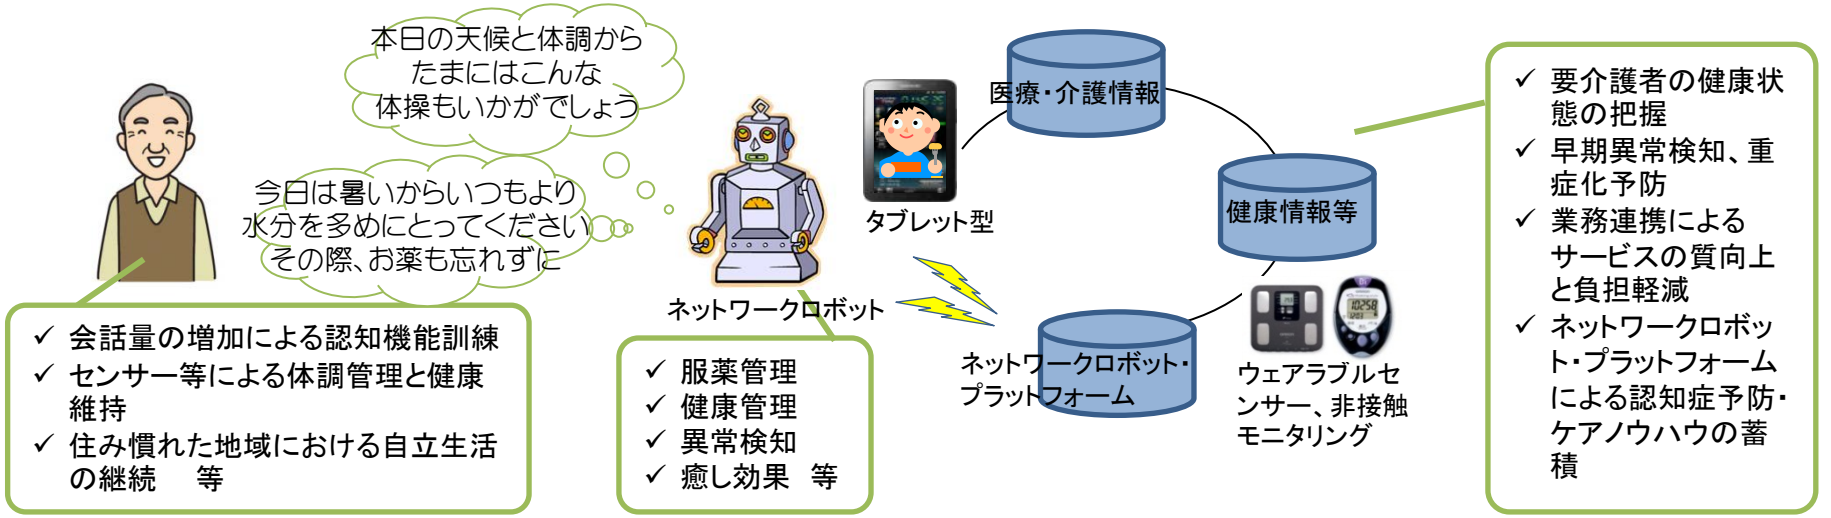 本日の天候と体調から
たまにはこんな
体操もいかがでしょう
今日は暑いからいつもより
水分を多めにとってください
その際、お薬も忘れずに
✓ 会話量の増加による認知機能訓練
✓ センサー等による体調管理と健康
維持
✓ 住み慣れた地域における自立生活
の継続 等
ネットワークロボット
✓ 服薬管理
✓ 健康管理
✓ 異常検知
✓ 癒し効果 等
タブレット型
医療・介護情報
健康情報等
ネットワークロボット・
プラットフォーム
ウェアラブルセ
ンサー、非接触
モニタリング
✓ 要介護者の健康状
態の把握
✓ 早期異常検知、重
症化予防
✓ 業務連携による
サービスの質向上
と負担軽減
✓ ネットワークロボッ
ト・プラットフォーム
による認知症予防・
ケアノウハウの蓄
積